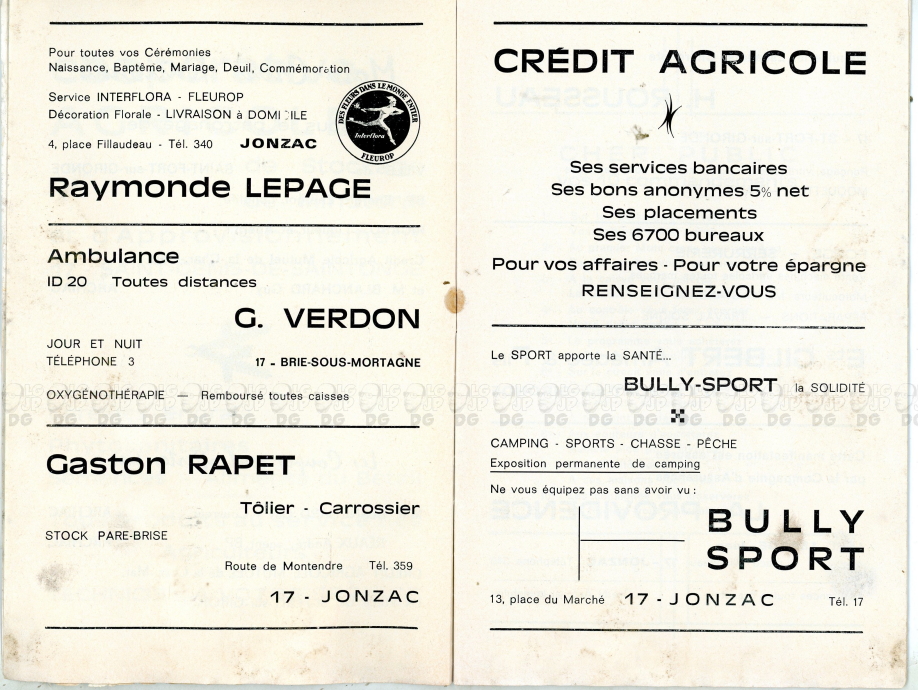 Pour toutes vos Cérémonies
Naissance, Baptême, Mariage, Deuil, Commémoration
Service INTERFLORA - FLEUROP
Décoration Florale - LIVRAISON à DOMICILE
4, place Fillaudeau - Tél. 340 JONZAC
DES FLEURS DANS LE MONDE ENTIER
Interflora
FLEUROP
Raymonde LEPAGE
Ambulance
ID 20 Toutes distances
G. VERDON
JOUR ET NUIT
TÉLÉPHONE 3 17 - BRIE-SOUS-MORTAGNE
OXYGÉNOTHÉRAPIE — Remboursé toutes caisses
Gaston RAPET
Tôlier - Carrossier
STOCK PARE-BRISE
Route de Montendre Tél. 359
17 - JONZAC
CRÉDIT AGRICOLE
Ses services bancaires
Ses bons anonymes 5% net
Ses placements
Ses 6700 bureaux
Pour vos affaires - Pour votre épargne
RENSEIGNEZ-VOUS
Le SPORT apporte la SANTÉ...
BULLY-SPORT la SOLIDITÉ
CAMPING - SPORTS - CHASSE - PÊCHE
Exposition permanente de camping
Ne vous équipez pas sans avoir vu :
BULLY
SPORT
13, place du Marché 17 - JONZAC Tél. 17